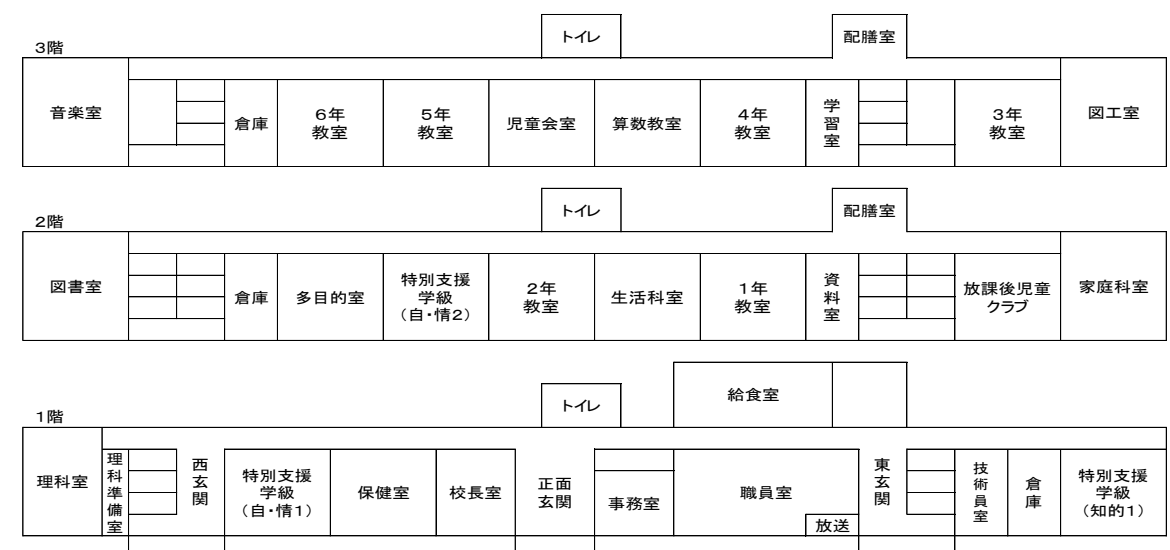 トイレ
配膳室
3階
音楽室
倉庫
6年
教室
5年
教室
児童会室
算数教室
4年
教室
学
習
室
3年
教室
図工室
トイレ
配膳室
2階
図書室
倉庫
多目的室
特別支援
学級
(自・情2)
2年
教室
生活科室
1年
教室
資
料
室
放課後児童
クラブ
家庭科室
給食室
トイレ
1階
理科室
理
科
準
備
室
西
玄
関
特別支援
学級
(自・情1)
保健室
校長室
正面
玄関
事務室
職員室
放送
東
玄
関
技
術
員
室
倉
庫
特別支援
学級
(知的1)